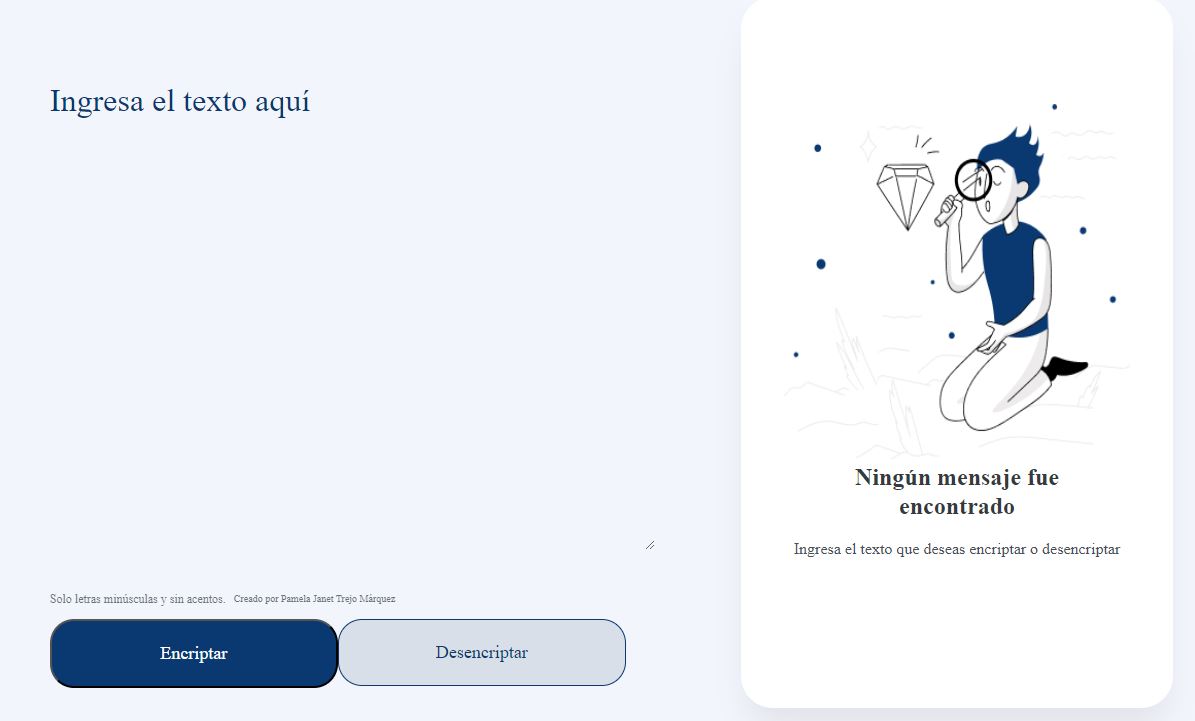 Ingresa el texto aquí
Solo letras minúsculas y sin acentos. Creado por Pamela Janet Trejo Márquez
Encriptar
Desencriptar
Ningún mensaje fue
encontrado
Ingresa el texto que deseas encriptar o desencriptar